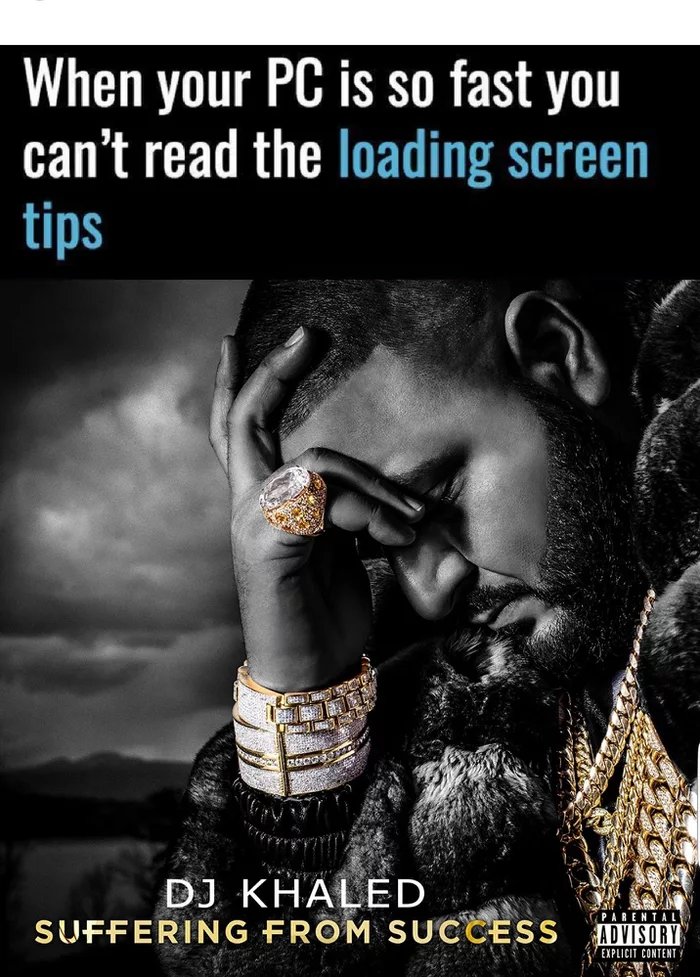 When your PC is so fast you
can’t read the loading screen
tips
DJ KHALED
SUFFERING FROM SUCCESS
PARENTAL
ADVISORY
EXPLICIT CONTENT